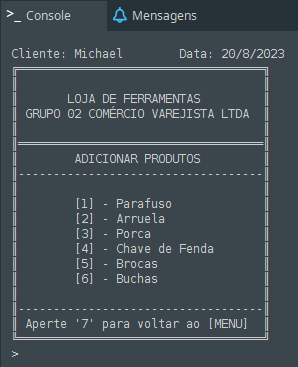 >_ Console Mensagens
Cliente: Michael Data: 20/8/2023
LOJA DE FERRAMENTAS
GRUPO 02 COMÉRCIO VAREJISTA LTDA
ADICIONAR PRODUTOS
[1] - Parafuso
[2] - Arruela
[3] - Porca
[4] - Chave de Fenda
[5] - Brocas
[6] - Buchas
Aperte '7' para voltar ao [MENU]
>